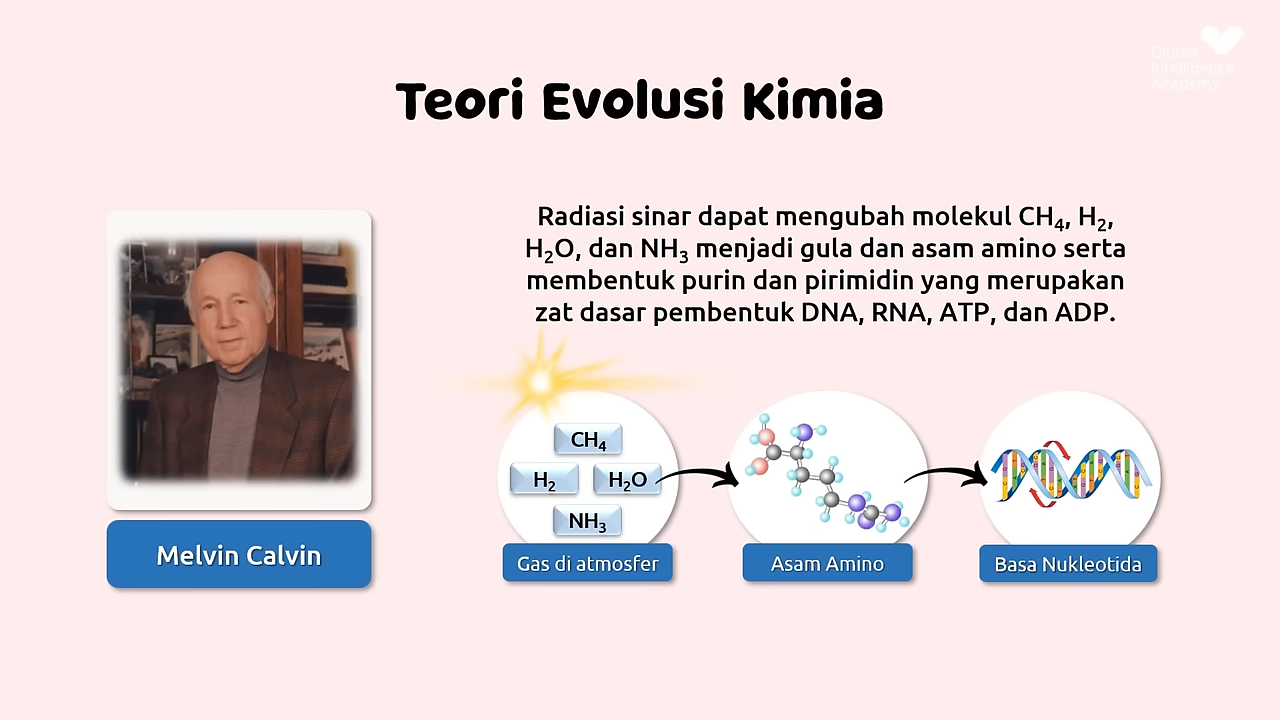 Global
Intelligence
Academy
Teori Evolusi Kimia
Radiasi sinar dapat mengubah molekul CH₄, H₂,
H₂O, dan NH₃ menjadi gula dan asam amino serta
membentuk purin dan pirimidin yang merupakan
zat dasar pembentuk DNA, RNA, ATP, dan ADP.
Melvin Calvin
CH₄
H₂
H₂O
NH₃
Gas di atmosfer
Asam Amino
Basa Nukleotida